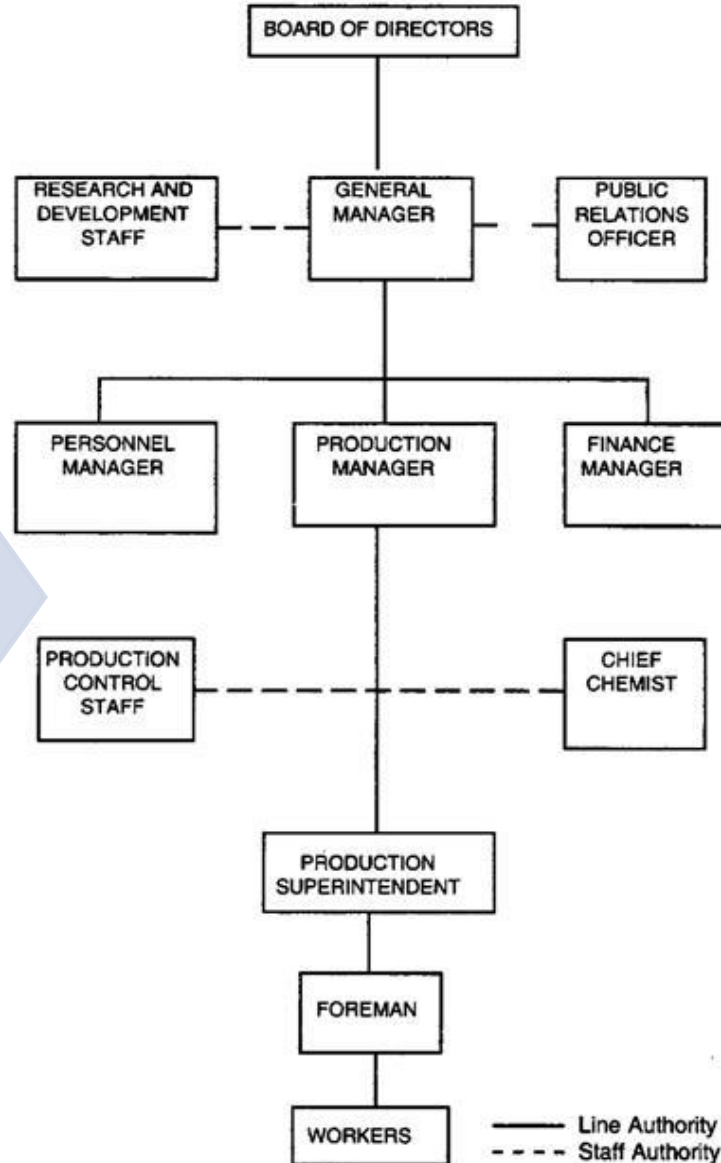 BOARD OF DIRECTORS
RESEARCH AND
DEVELOPMENT
STAFF
GENERAL
MANAGER
PUBLIC
RELATIONS
OFFICER
PERSONNEL
MANAGER
PRODUCTION
MANAGER
FINANCE
MANAGER
PRODUCTION
CONTROL
STAFF
CHIEF
CHEMIST
PRODUCTION
SUPERINTENDENT
FOREMAN
WORKERS
Line Authority
Staff Authority